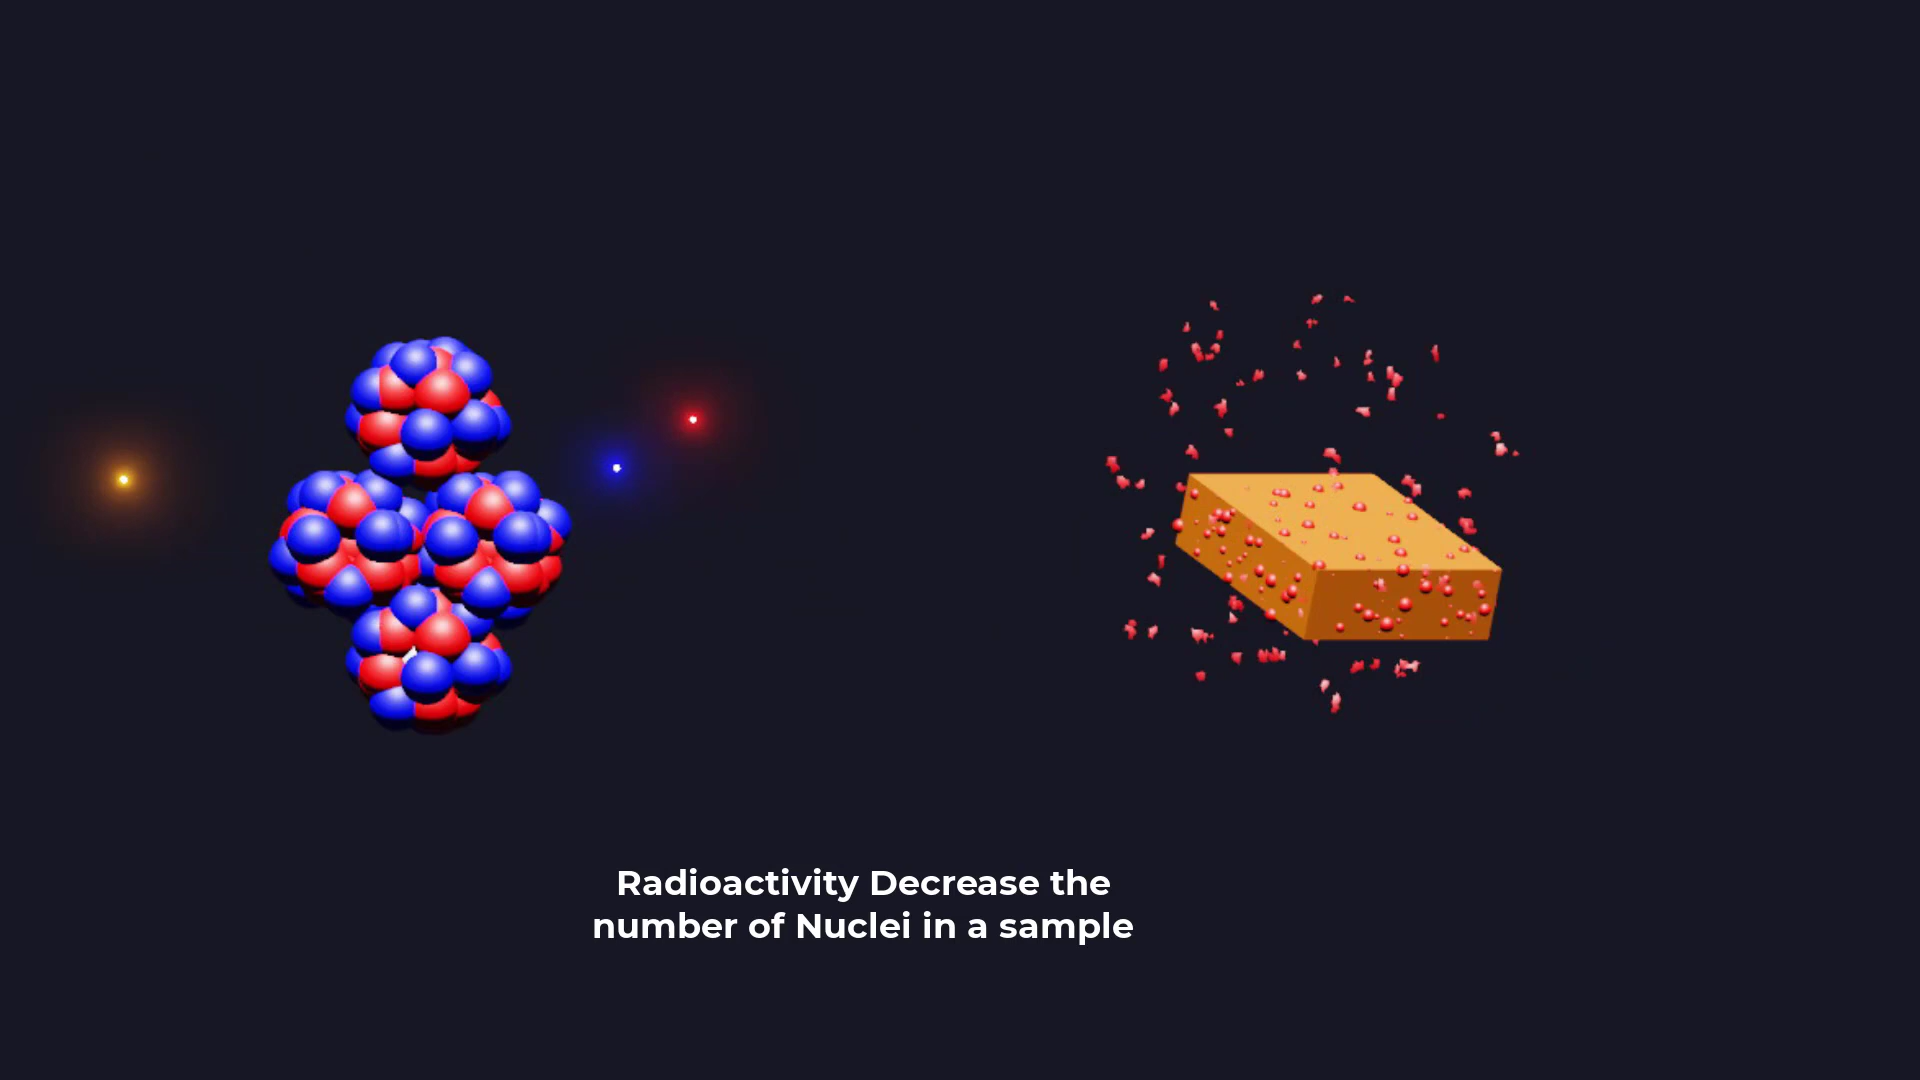 Radioactivity Decrease the
number of Nuclei in a sample